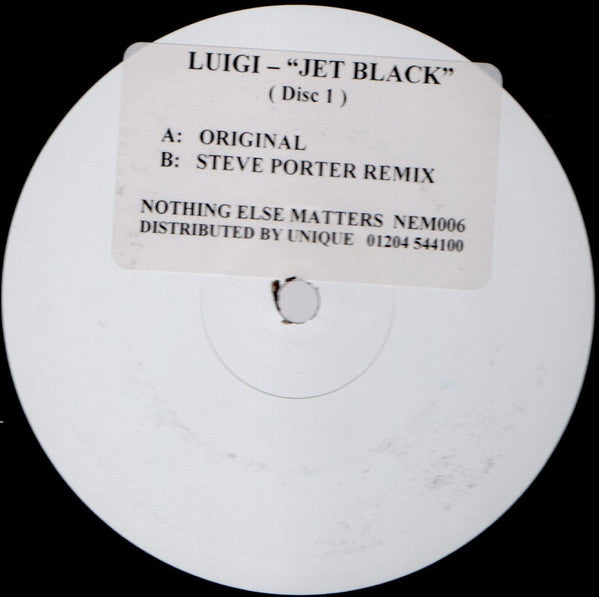 LUIGI – “JET BLACK”
( Disc 1 )
A: ORIGINAL
B: STEVE PORTER REMIX
NOTHING ELSE MATTERS NEM006
DISTRIBUTED BY UNIQUE 01204 544100